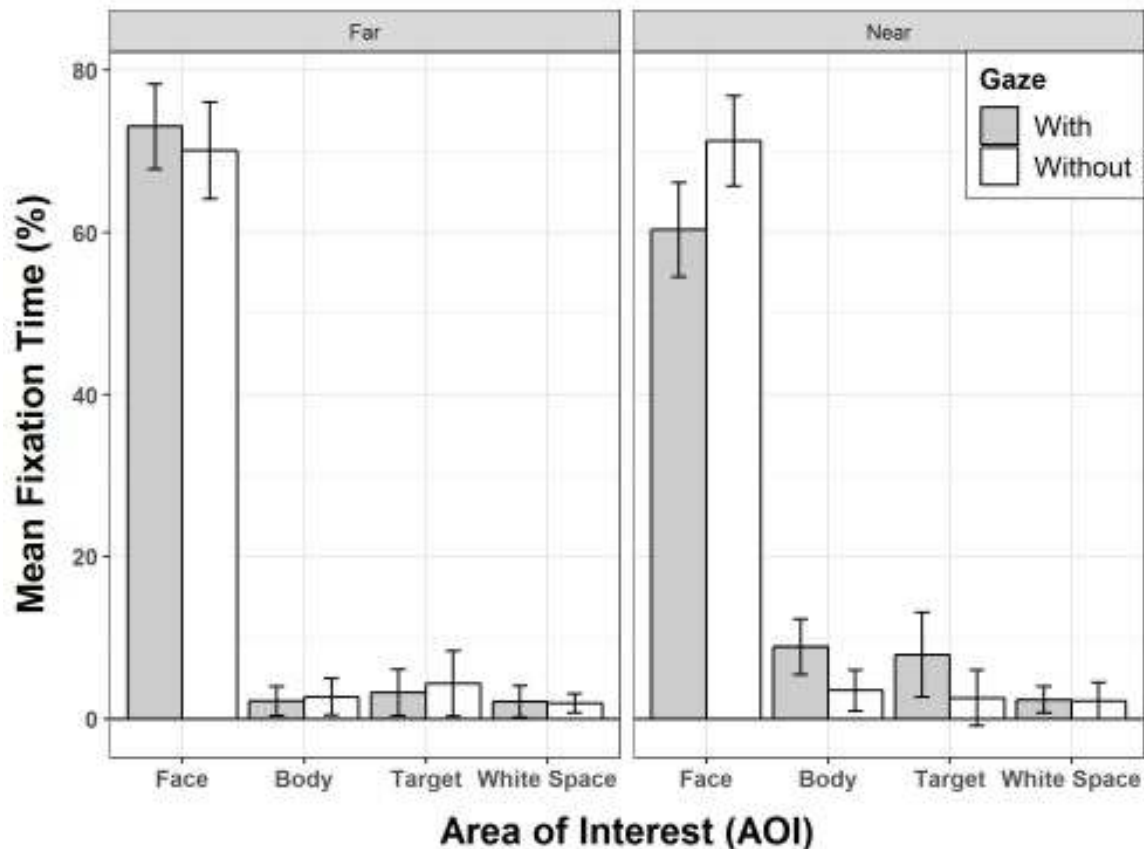 Far
Near
Gaze
With
Without
Mean Fixation Time (%)
80
60
40
20
0
Face Body Target White Space
Face Body Target White Space
Area of Interest (AOI)